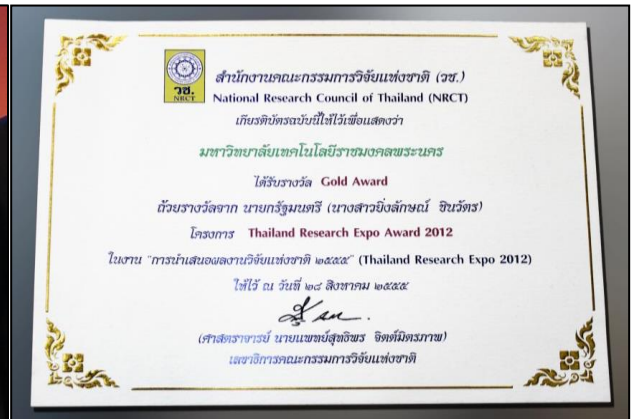 วช.
NRCT
สำนักงานคณะกรรมการวิจัยแห่งชาติ (วช.)
National Research Council of Thailand (NRCT)
เกียรติบัตรฉบับนี้ให้ไว้เพื่อแสดงว่า
มหาวิทยาลัยเทคโนโลยีราชมงคลพระนคร
ได้รับรางวัล Gold Award
ถ้วยรางวัลจาก นายกรัฐมนตรี (นางสาวยิ่งลักษณ์ ชินวัตร)
โครงการ Thailand Research Expo Award 2012
ในงาน "การนำเสนอผลงานวิจัยแห่งชาติ ๒๕๕๕" (Thailand Research Expo 2012)
ให้ไว้ ณ วันที่ ๒๘ สิงหาคม ๒๕๕๕
(ศาสตราจารย์ นายแพทย์สุทธิพร จิตต์มิตรภาพ)
เลขาธิการคณะกรรมการวิจัยแห่งชาติ